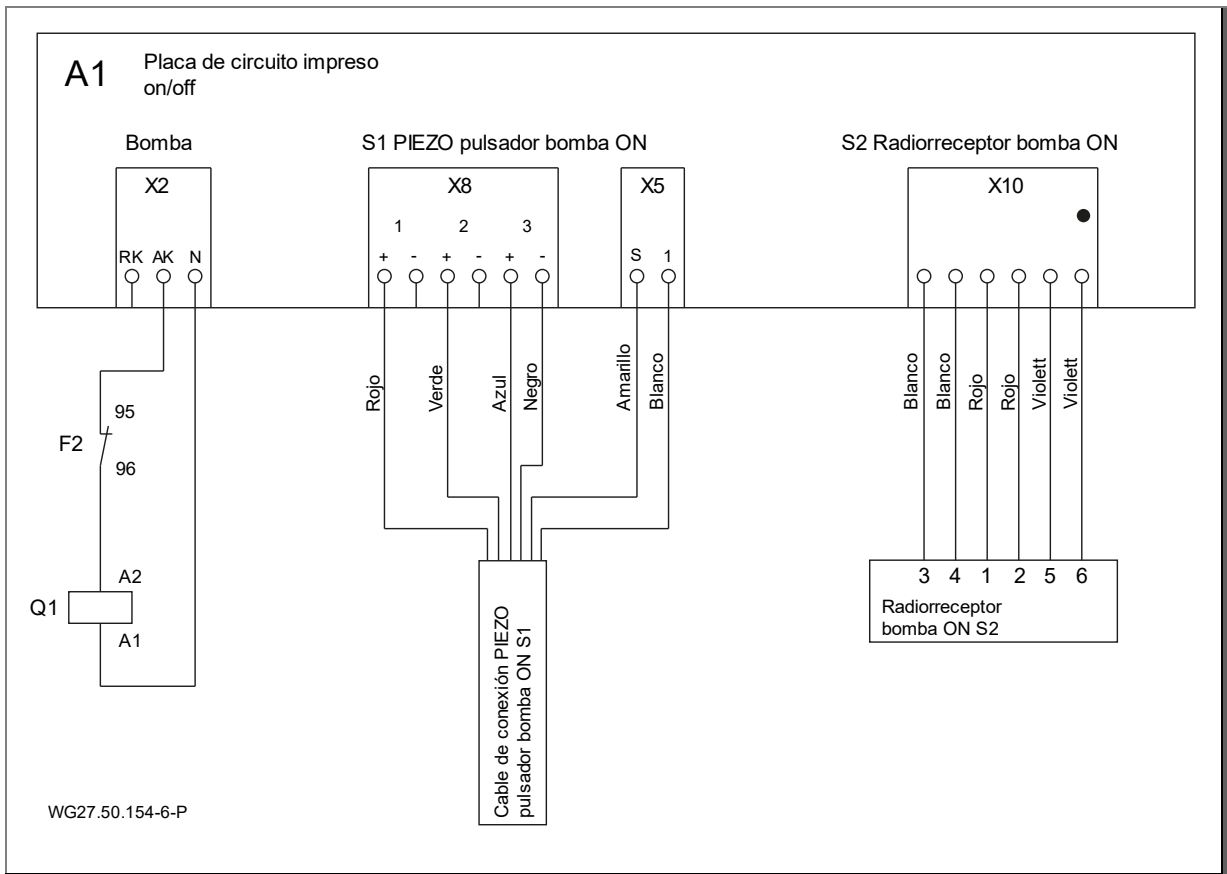 A1
Placa de circuito impreso
on/off
Bomba
S1 PIEZO pulsador bomba ON
S2 Radiorreceptor bomba ON
X2
X8
X5
X10
1 2 3
RK AK N
+ - + - + -
S 1
Rojo
Verde
Azul
Negro
Amarillo
Blanco
Blanco
Blanco
Rojo
Rojo
Violett
Violett
95
F2
96
A2
Q1
A1
3 4 1 2 5 6
Radiorreceptor
bomba ON S2
Cable de conexión PIEZO
pulsador bomba ON S1
WG27.50.154-6-P